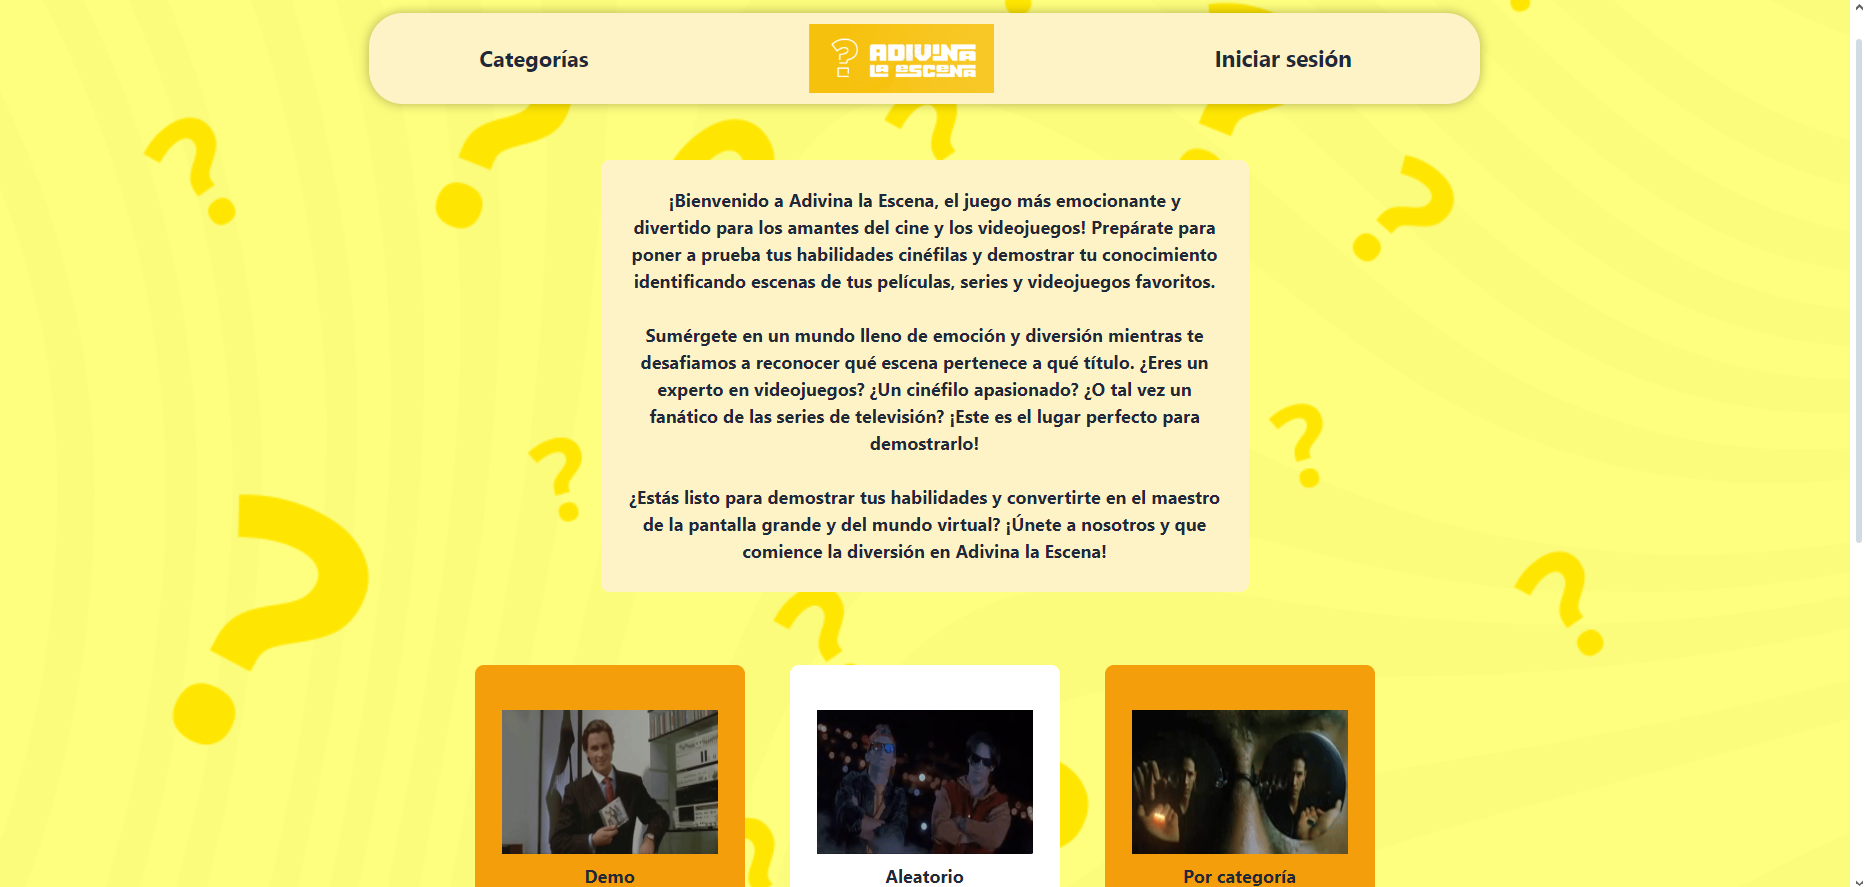 Categorías
? ADIVINA
LA ESCENA
Iniciar sesión
¡Bienvenido a Adivina la Escena, el juego más emocionante y
divertido para los amantes del cine y los videojuegos! Prepárate para
poner a prueba tus habilidades cinéfilas y demostrar tu conocimiento
identificando escenas de tus películas, series y videojuegos favoritos.
Sumérgete en un mundo lleno de emoción y diversión mientras te
desafiamos a reconocer qué escena pertenece a qué título. ¿Eres un
experto en videojuegos? ¿Un cinéfilo apasionado? ¿O tal vez un
fanático de las series de televisión? ¡Este es el lugar perfecto para
demostrarlo!
¿Estás listo para demostrar tus habilidades y convertirte en el maestro
de la pantalla grande y del mundo virtual? ¡Únete a nosotros y que
comience la diversión en Adivina la Escena!
Demo
Aleatorio
Por categoría